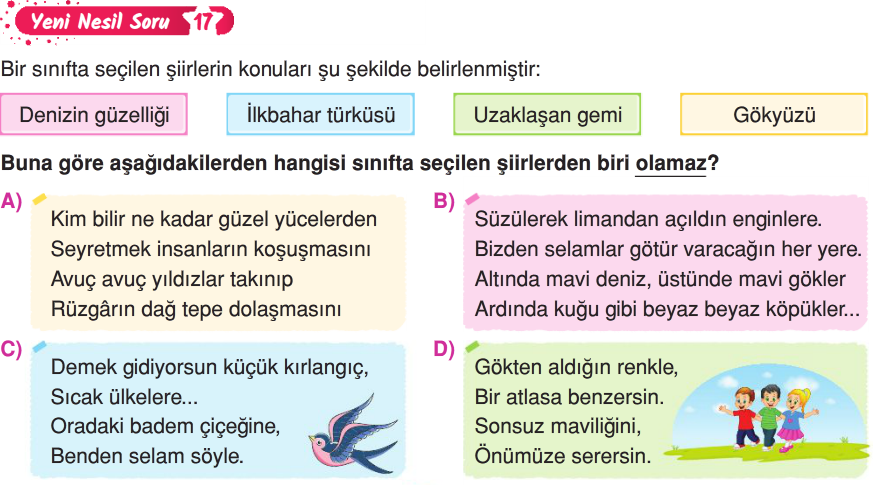 Yeni Nesil Soru 17
Bir sınıfta seçilen şiirlerin konuları şu şekilde belirlenmiştir:
Denizin güzelliği
İlkbahar türküsü
Uzaklaşan gemi
Gökyüzü
Buna göre aşağıdakilerden hangisi sınıfta seçilen şiirlerden biri olamaz?
A)
Kim bilir ne kadar güzel yücelerden
Seyretmek insanların koşuşmasını
Avuç avuç yıldızlar takınıp
Rüzgârın dağ tepe dolaşmasını
B)
Süzülerek limandan açıldın enginlere.
Bizden selamlar götür varacağın her yere.
Altında mavi deniz, üstünde mavi gökler
Ardında kuğu gibi beyaz beyaz köpükler...
C)
Demek gidiyorsun küçük kırlangıç,
Sıcak ülkelere...
Oradaki badem çiçeğine,
Benden selam söyle.
D)
Gökten aldığın renkle,
Bir atlasa benzersin.
Sonsuz maviliğini,
Önümüze serersin.